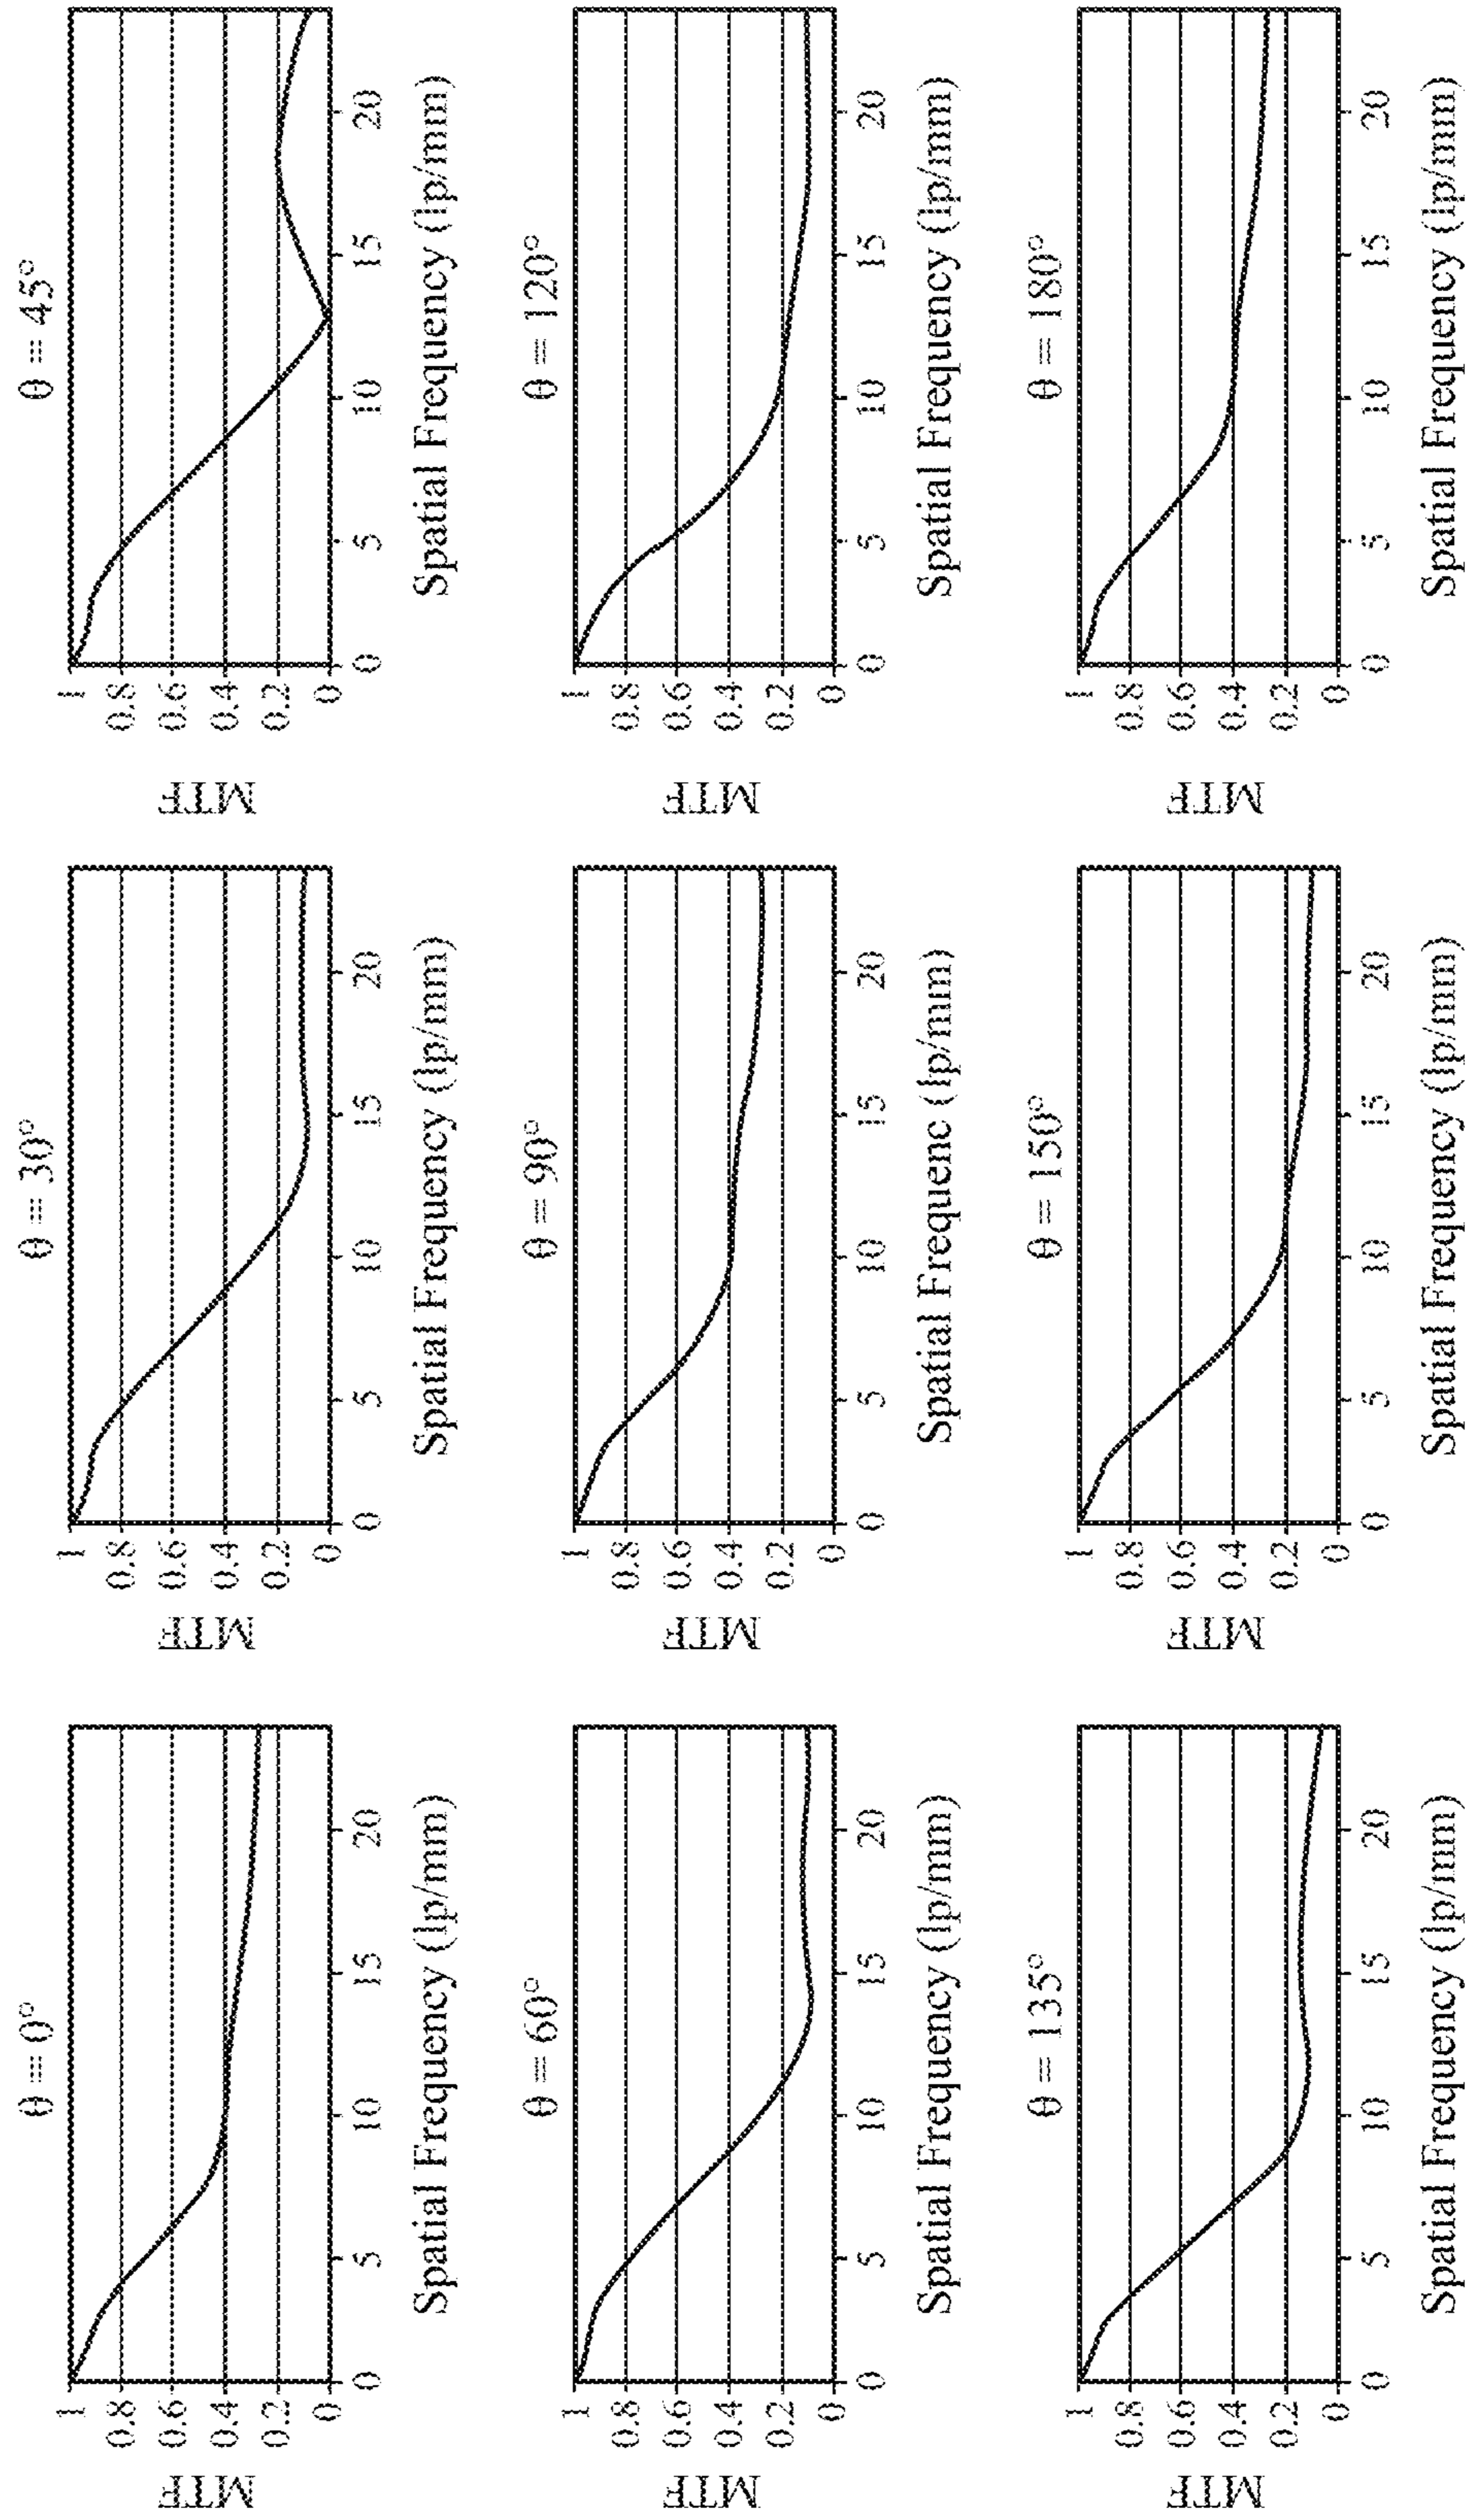 θ = 0°
MTF
1
0.8
0.6
0.4
0.2
0
0 5 10 15 20
Spatial Frequency (lp/mm)
θ = 30°
MTF
1
0.8
0.6
0.4
0.2
0
0 5 10 15 20
Spatial Frequency (lp/mm)
θ = 45°
MTF
1
0.8
0.6
0.4
0.2
0
0 5 10 15 20
Spatial Frequency (lp/mm)
θ = 60°
MTF
1
0.8
0.6
0.4
0.2
0
0 5 10 15 20
Spatial Frequency (lp/mm)
θ = 90°
MTF
1
0.8
0.6
0.4
0.2
0
0 5 10 15 20
Spatial Frequenc (lp/mm)
θ = 120°
MTF
1
0.8
0.6
0.4
0.2
0
0 5 10 15 20
Spatial Frequency (lp/mm)
θ = 135°
MTF
1
0.8
0.6
0.4
0.2
0
0 5 10 15 20
Spatial Frequency (lp/mm)
θ = 150°
MTF
1
0.8
0.6
0.4
0.2
0
0 5 10 15 20
Spatial Frequency (lp/mm)
θ = 180°
MTF
1
0.8
0.6
0.4
0.2
0
0 5 10 15 20
Spatial Frequency (lp/mm)